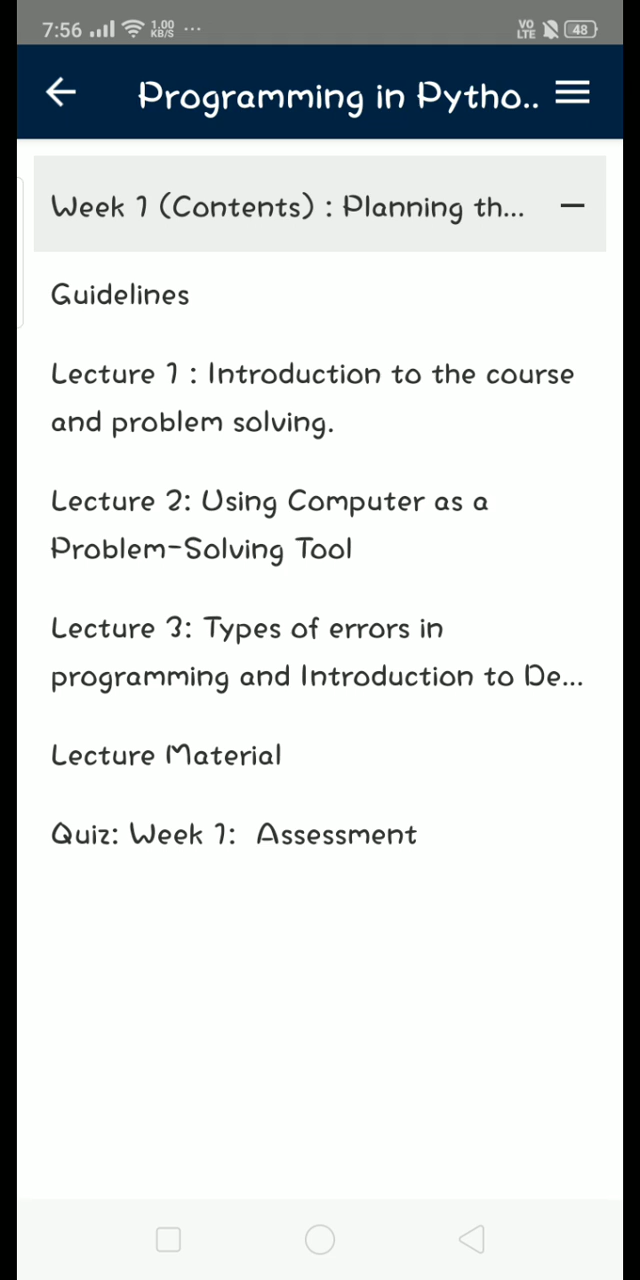 7:56 1.00 KB/S ... VO LTE 48
Programming in Pytho..
Week 1 (Contents) : Planning th...
Guidelines
Lecture 1 : Introduction to the course
and problem solving.
Lecture 2: Using Computer as a
Problem-Solving Tool
Lecture 3: Types of errors in
programming and Introduction to De...
Lecture Material
Quiz: Week 1:  Assessment